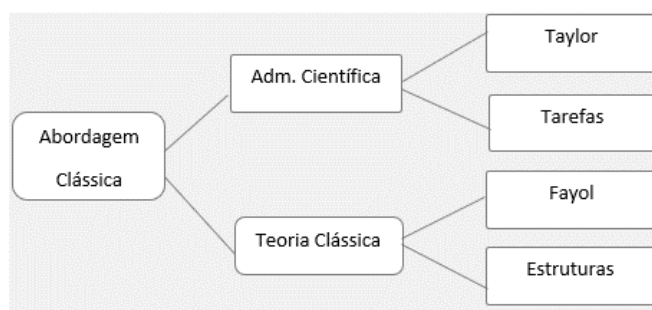 Abordagem
Clássica
Adm. Científica
Taylor
Tarefas
Teoria Clássica
Fayol
Estruturas